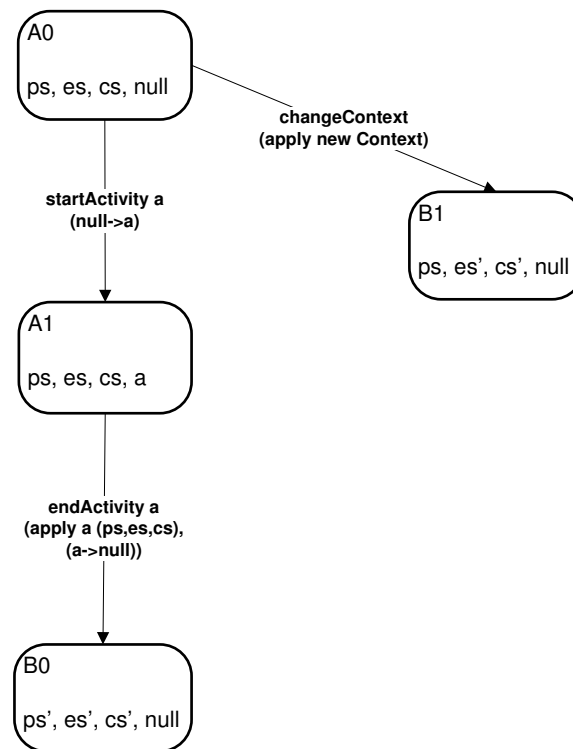 A0
ps, es, cs, null
changeContext
(apply new Context)
startActivity a
(null->a)
B1
ps, es’, cs’, null
A1
ps, es, cs, a
endActivity a
(apply a (ps,es,cs),
(a->null))
B0
ps’, es’, cs’, null